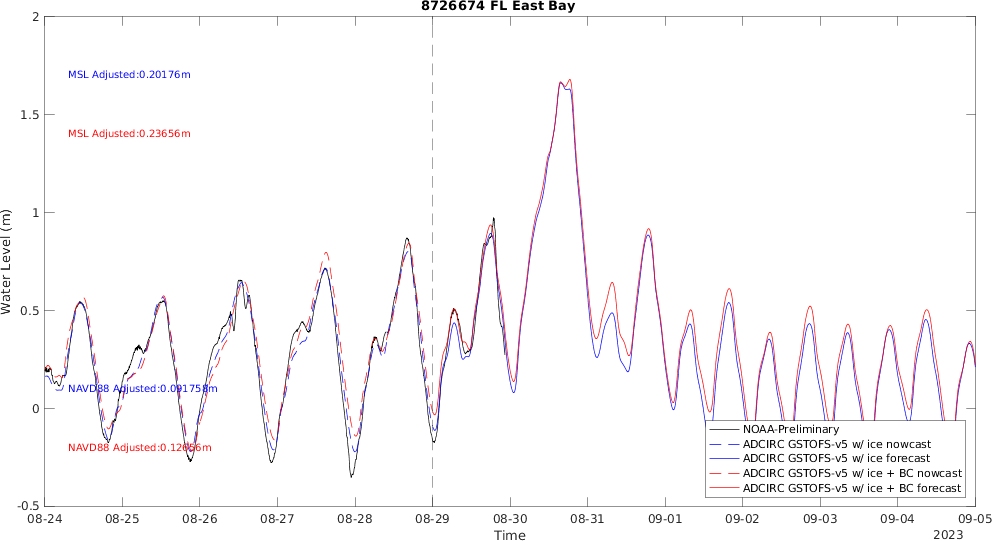 8726674 FL East Bay
2
1.5
1
0.5
0
-0.5
Water Level (m)
MSL Adjusted:0.20176m
MSL Adjusted:0.23656m
NAVD88 Adjusted:0.091758m
NAVD88 Adjusted:0.12656m
NOAA-Preliminary
ADCIRC GSTOFS-v5 w/ ice nowcast
ADCIRC GSTOFS-v5 w/ ice forecast
ADCIRC GSTOFS-v5 w/ ice + BC nowcast
ADCIRC GSTOFS-v5 w/ ice + BC forecast
08-24 08-25 08-26 08-27 08-28 08-29 08-30 08-31 09-01 09-02 09-03 09-04 09-05
Time
2023